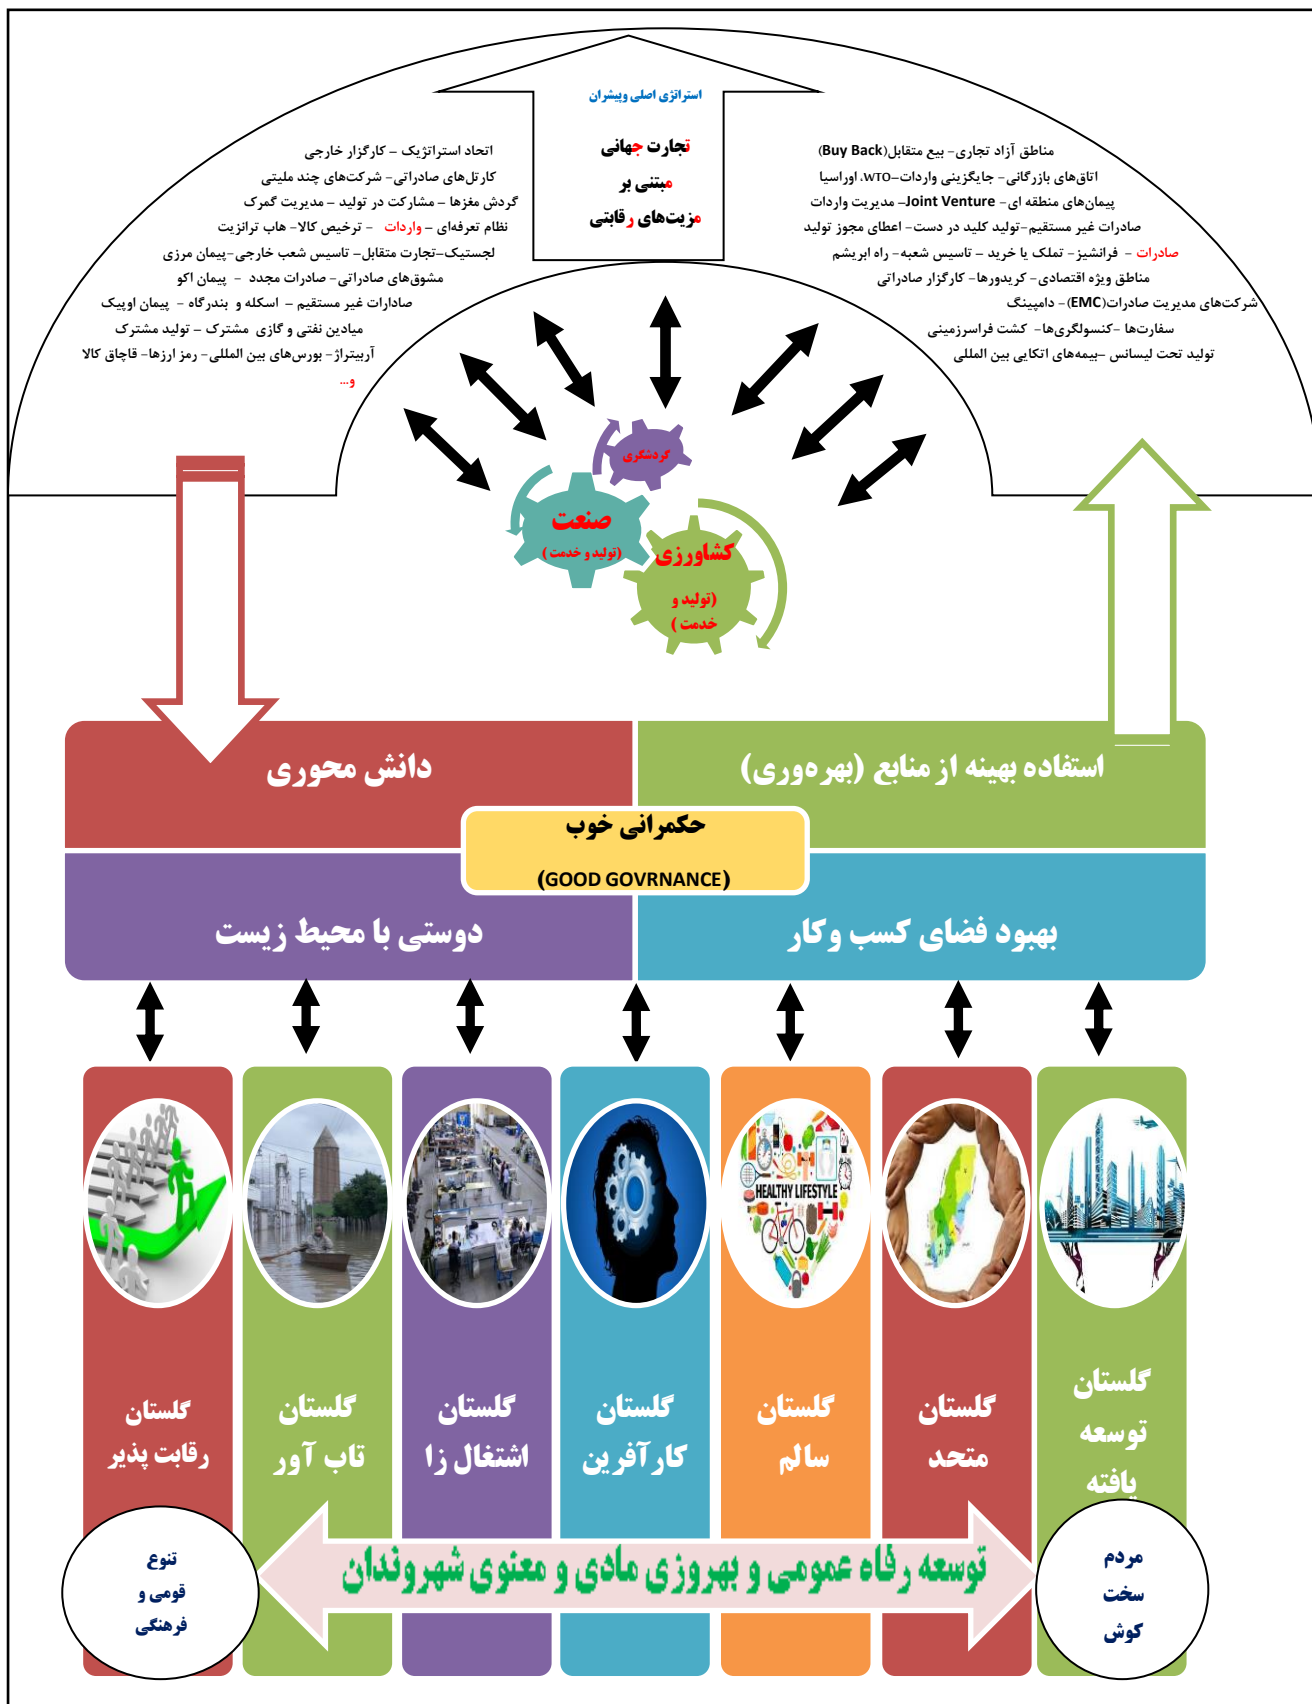 استراتژی اصلی وپیشران
تجارت جهانی
مبتنی بر
مزیت‌های رقابتی
مناطق آزاد تجاری- بیع متقابل(Buy Back)
اتاق‌های بازرگانی- جایگزینی واردات-WTO، اوراسیا
پیمان‌های منطقه ای- Joint Venture- مدیریت واردات
صادرات غیر مستقیم-تولید کلید در دست- اعطای مجوز تولید
صادرات - فرانشیز- تملک یا خرید - تاسیس شعبه- راه ابریشم
مناطق ویژه اقتصادی- کریدورها- کارگزار صادراتی
شرکت‌های مدیریت صادرات(EMC)- دامپینگ
سفارت‌ها -کنسولگری‌ها- کشت فراسرزمینی
تولید تحت لیسانس -بیمه‌های اتکایی بین المللی
اتحاد استراتژیک - کارگزار خارجی
کارتل‌های صادراتی- شرکت‌های چند ملیتی
گردش مغزها - مشارکت در تولید - مدیریت گمرک
نظام تعرفه‌ای - واردات - ترخیص کالا- هاب ترانزیت
لجستیک-تجارت متقابل- تاسیس شعب خارجی-پیمان مرزی
مشوق‌های صادراتی- صادرات مجدد - پیمان اکو
صادارات غیر مستقیم - اسکله و بندرگاه - پیمان اوپیک
میادین نفتی و گازی مشترک - تولید مشترک
آربیتراژ- بورس‌های بین المللی- رمز ارزها- قاچاق کالا
و...
گردشگری
صنعت
(تولید و خدمت )
کشاورزی
(تولید و
خدمت )
استفاده بهینه از منابع (بهره‌وری)
دانش محوری
حکمرانی خوب
(GOOD GOVRNANCE)
بهبود فضای کسب وکار
دوستی با محیط زیست
HEALTHY LIFESTYLE
گلستان
توسعه
یافته
گلستان
متحد
گلستان
سالم
گلستان
کارآفرین
گلستان
اشتغال زا
گلستان
تاب آور
گلستان
رقابت پذیر
مردم
سخت
کوش
توسعه رفاه عمومی و بهروزی مادی و معنوی شهروندان
تنوع
قومی و
فرهنگی